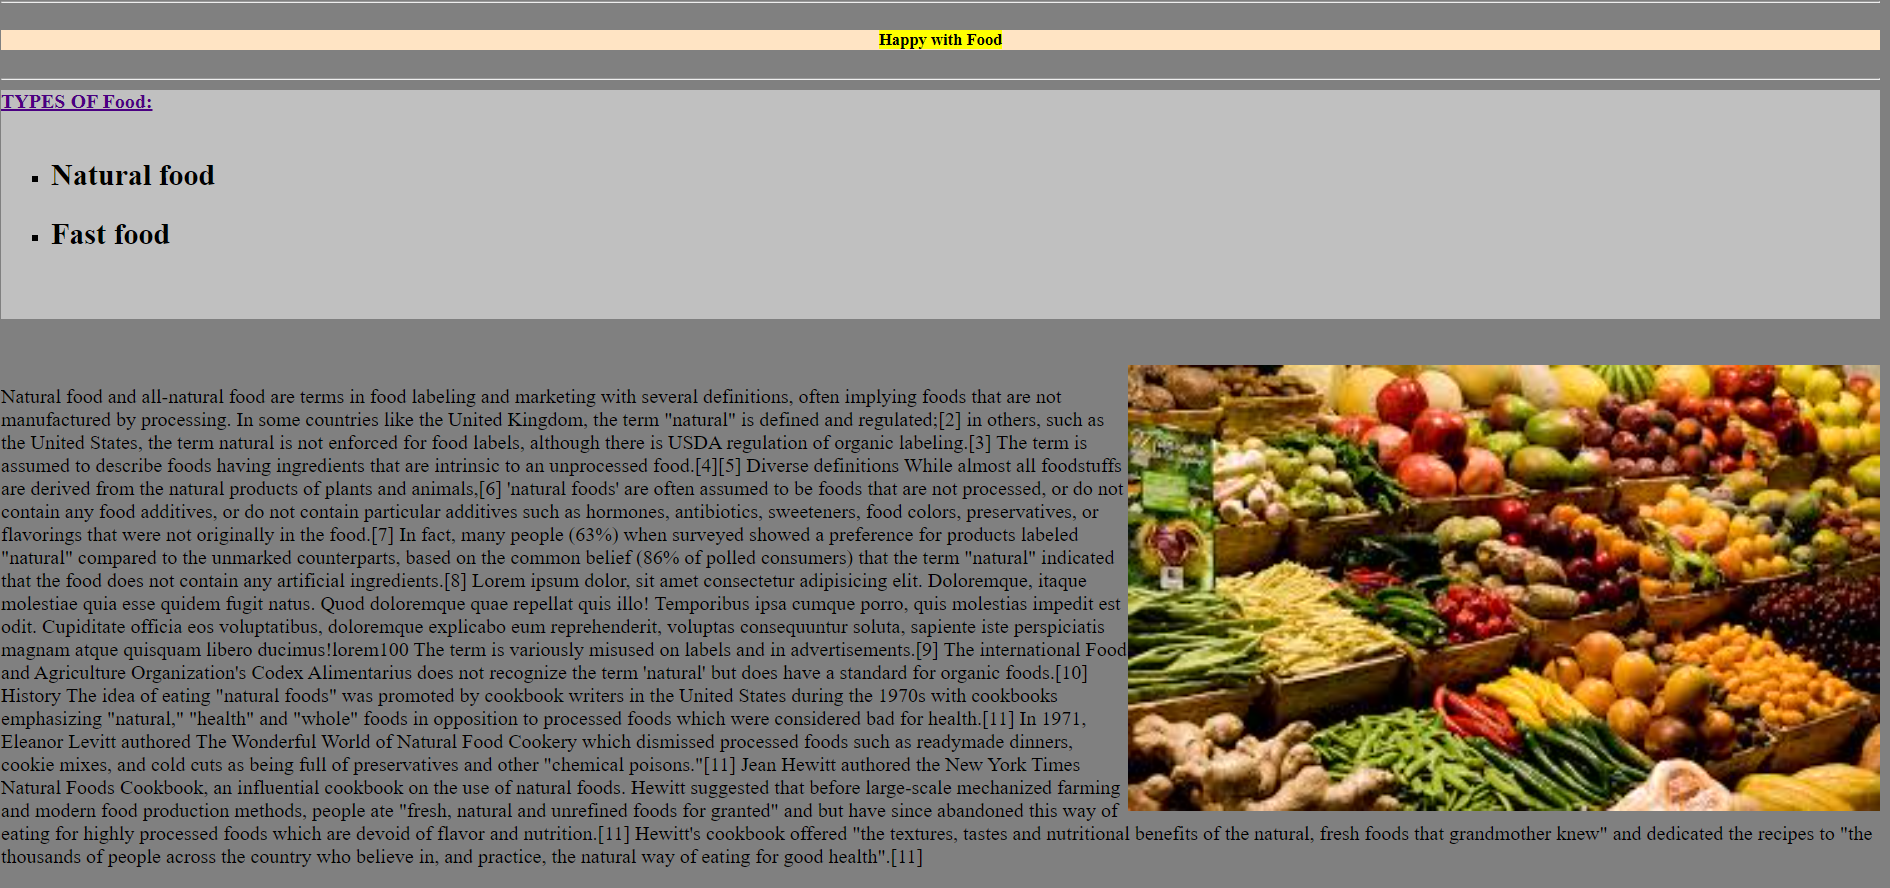 Happy with Food
TYPES OF Food:
Natural food
Fast food
Natural food and all-natural food are terms in food labeling and marketing with several definitions, often implying foods that are not
manufactured by processing. In some countries like the United Kingdom, the term "natural" is defined and regulated;[2] in others, such as
the United States, the term natural is not enforced for food labels, although there is USDA regulation of organic labeling.[3] The term is
assumed to describe foods having ingredients that are intrinsic to an unprocessed food.[4][5] Diverse definitions While almost all foodstuffs
are derived from the natural products of plants and animals,[6] 'natural foods' are often assumed to be foods that are not processed, or do not
contain any food additives, or do not contain particular additives such as hormones, antibiotics, sweeteners, food colors, preservatives, or
flavorings that were not originally in the food.[7] In fact, many people (63%) when surveyed showed a preference for products labeled
"natural" compared to the unmarked counterparts, based on the common belief (86% of polled consumers) that the term "natural" indicated
that the food does not contain any artificial ingredients.[8] Lorem ipsum dolor, sit amet consectetur adipisicing elit. Doloremque, itaque
molestiae quia esse quidem fugit natus. Quod doloremque quae repellat quis illo! Temporibus ipsa cumque porro, quis molestias impedit est
odit. Cupiditate officia eos voluptatibus, doloremque explicabo eum reprehenderit, voluptas consequuntur soluta, sapiente iste perspiciatis
magnam atque quisquam libero ducimus!lorem100 The term is variously misused on labels and in advertisements.[9] The international Food
and Agriculture Organization's Codex Alimentarius does not recognize the term 'natural' but does have a standard for organic foods.[10]
History The idea of eating "natural foods" was promoted by cookbook writers in the United States during the 1970s with cookbooks
emphasizing "natural," "health" and "whole" foods in opposition to processed foods which were considered bad for health.[11] In 1971,
Eleanor Levitt authored The Wonderful World of Natural Food Cookery which dismissed processed foods such as readymade dinners,
cookie mixes, and cold cuts as being full of preservatives and other "chemical poisons."[11] Jean Hewitt authored the New York Times
Natural Foods Cookbook, an influential cookbook on the use of natural foods. Hewitt suggested that before large-scale mechanized farming
and modern food production methods, people ate "fresh, natural and unrefined foods for granted" and but have since abandoned this way of
eating for highly processed foods which are devoid of flavor and nutrition.[11] Hewitt's cookbook offered "the textures, tastes and nutritional benefits of the natural, fresh foods that grandmother knew" and dedicated the recipes to "the
thousands of people across the country who believe in, and practice, the natural way of eating for good health".[11]